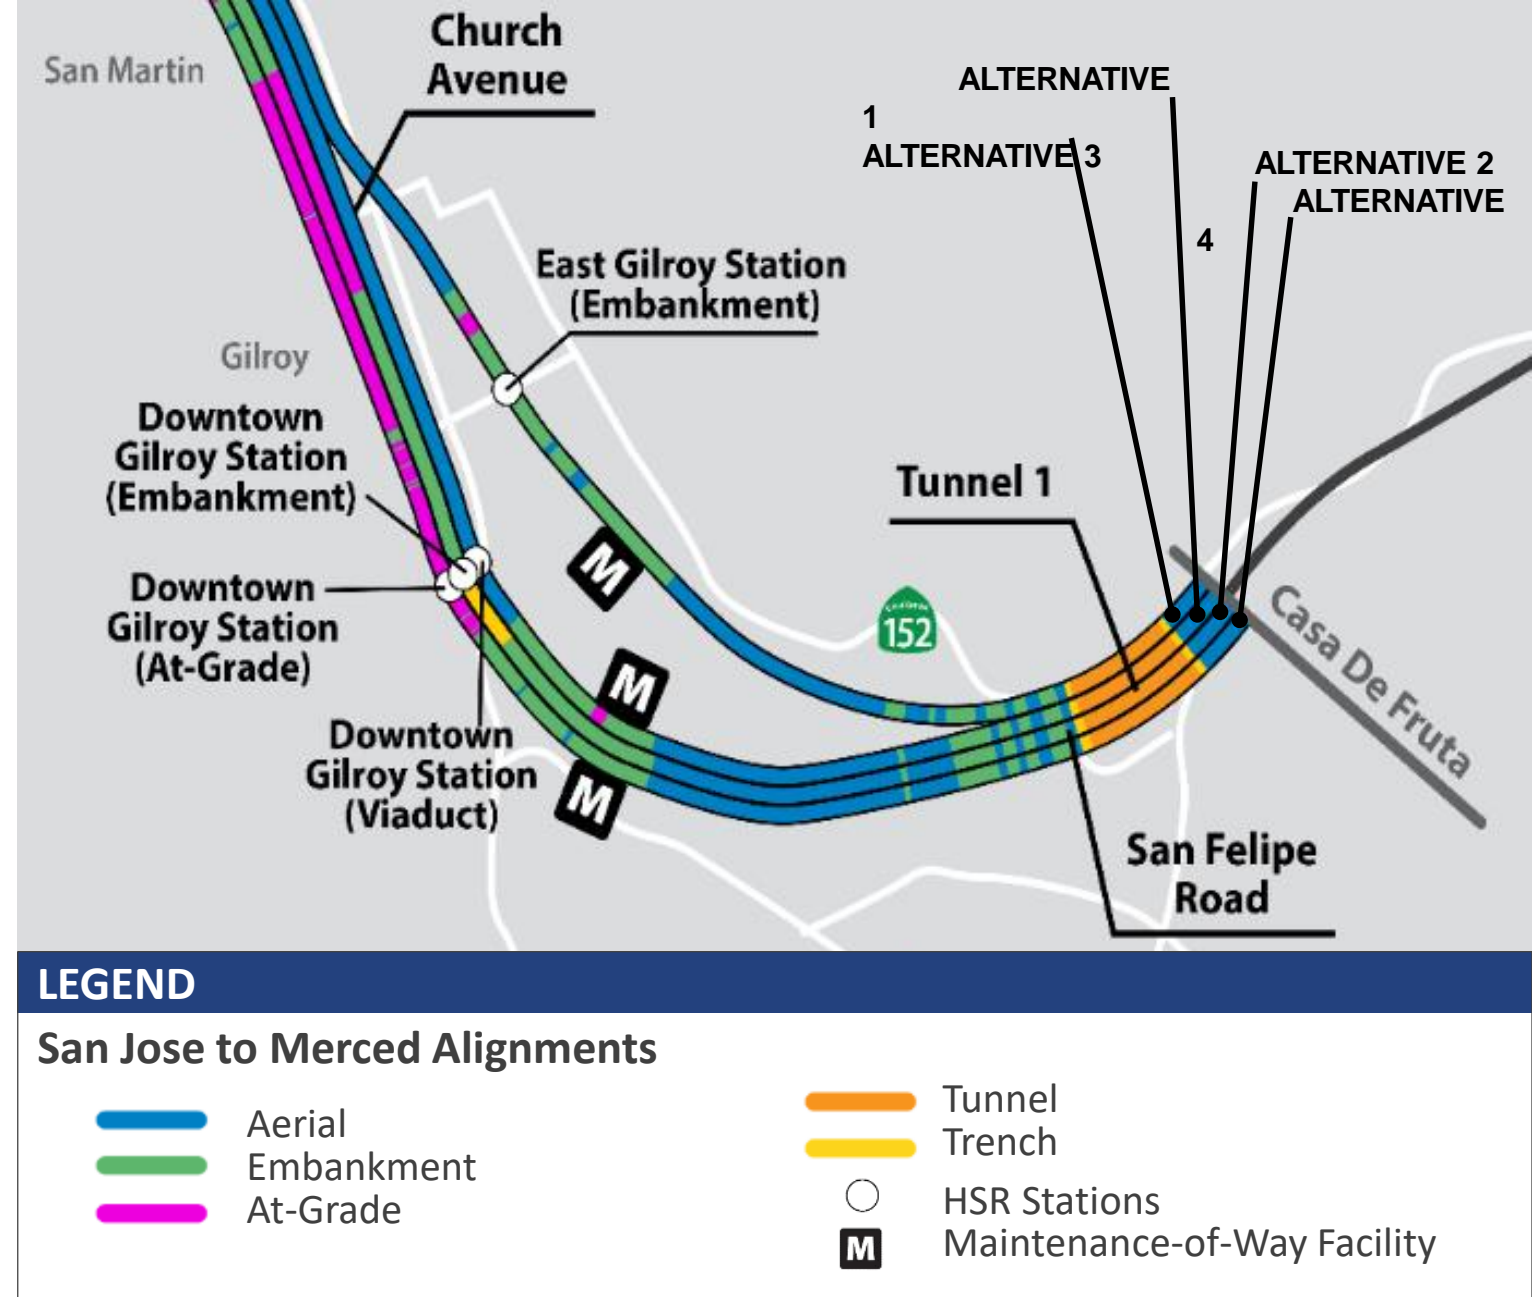 Church
Avenue
San Martin
ALTERNATIVE
1
ALTERNATIVE 3
ALTERNATIVE 2
ALTERNATIVE
4
East Gilroy Station
(Embankment)
Gilroy
Downtown
Gilroy Station
(Embankment)
Tunnel 1
M
Downtown
Gilroy Station
(At-Grade)
152
Casa De Fruta
M
Downtown
Gilroy Station
(Viaduct)
M
San Felipe
Road
LEGEND
San Jose to Merced Alignments
Aerial
Embankment
At-Grade
Tunnel
Trench
HSR Stations
M
Maintenance-of-Way Facility